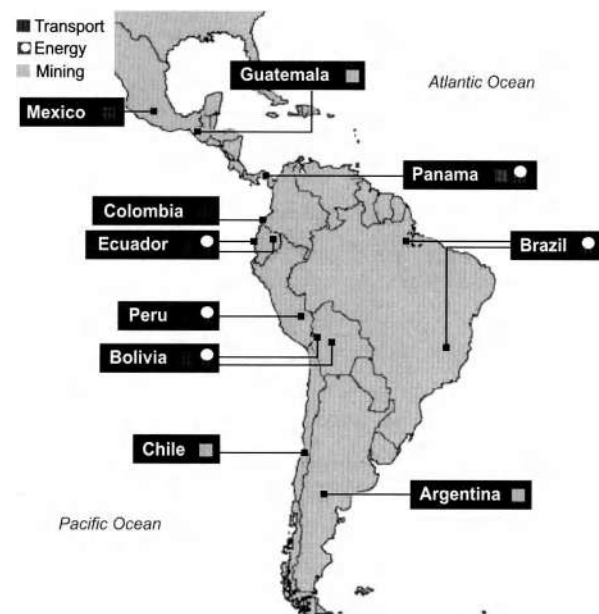 Transport
Energy
Mining
Guatemala
Atlantic Ocean
Mexico
Panama
Colombia
Ecuador
Brazil
Peru
Bolivia
Chile
Argentina
Pacific Ocean